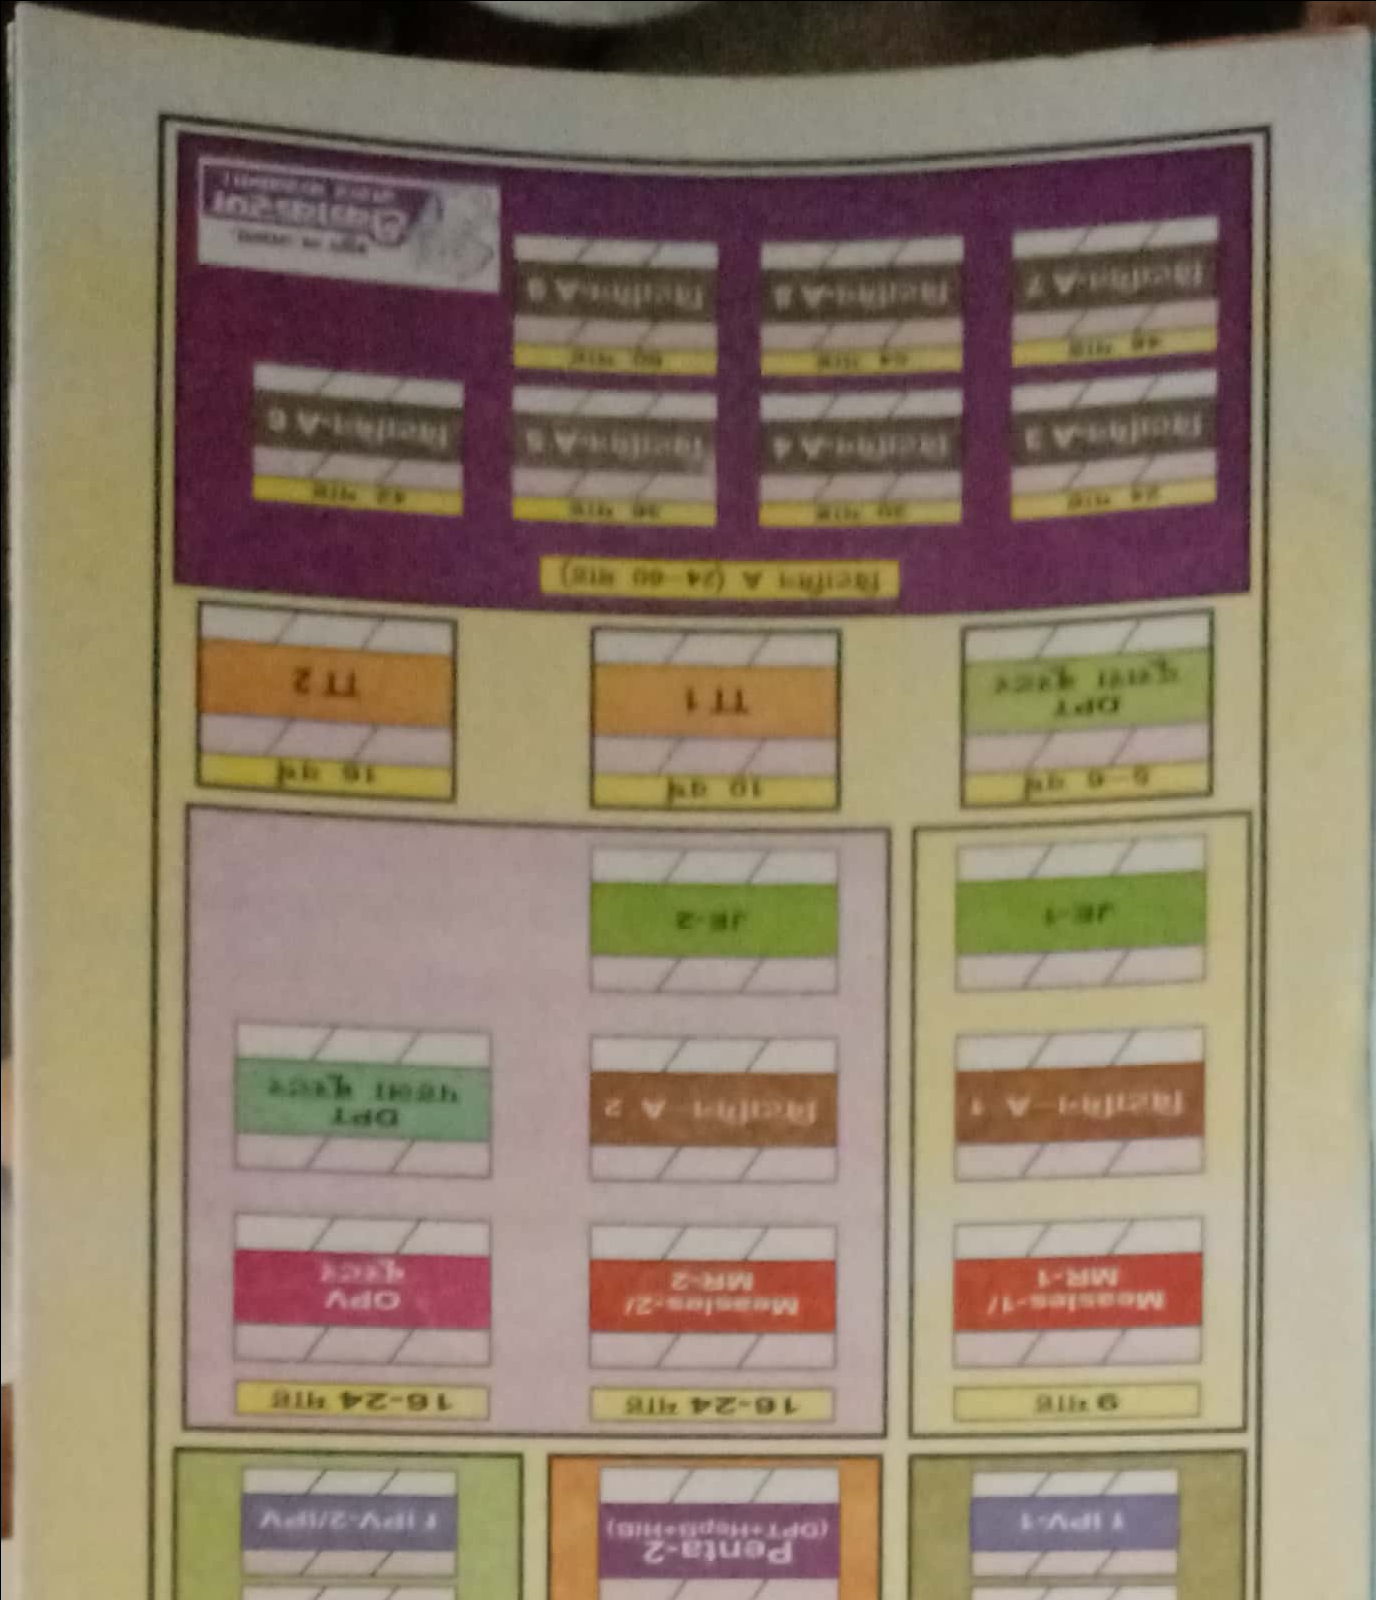 f IPV-1
Penta-2
(DPT+HepB+HiB)
f IPV-2/IPV
9 माह
16-24 माह
16-24 माह
Measles-1/
MR-1
Measles-2/
MR-2
OPV
बूस्टर
विटामिन-A 1
विटामिन-A 2
DPT
पहला बूस्टर
JE-1
JE-2
5-6 वर्ष
10 वर्ष
16 वर्ष
DPT
दूसरा बूस्टर
TT 1
TT 2
विटामिन A (24-60 माह)
24 माह
30 माह
36 माह
42 माह
विटामिन-A 3
विटामिन-A 4
विटामिन-A 5
विटामिन-A 6
48 माह
54 माह
60 माह
विटामिन-A 7
विटामिन-A 8
विटामिन-A 9